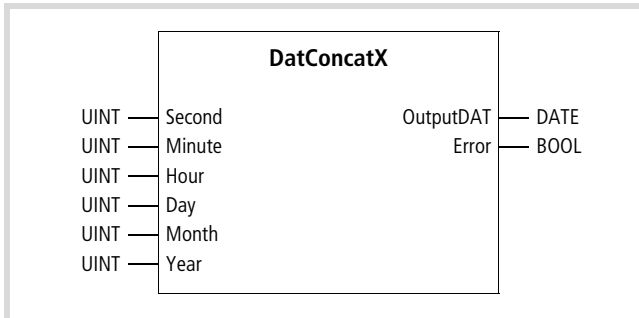 DatConcatX
UINT Second OutputDAT DATE
UINT Minute Error BOOL
UINT Hour
UINT Day
UINT Month
UINT Year